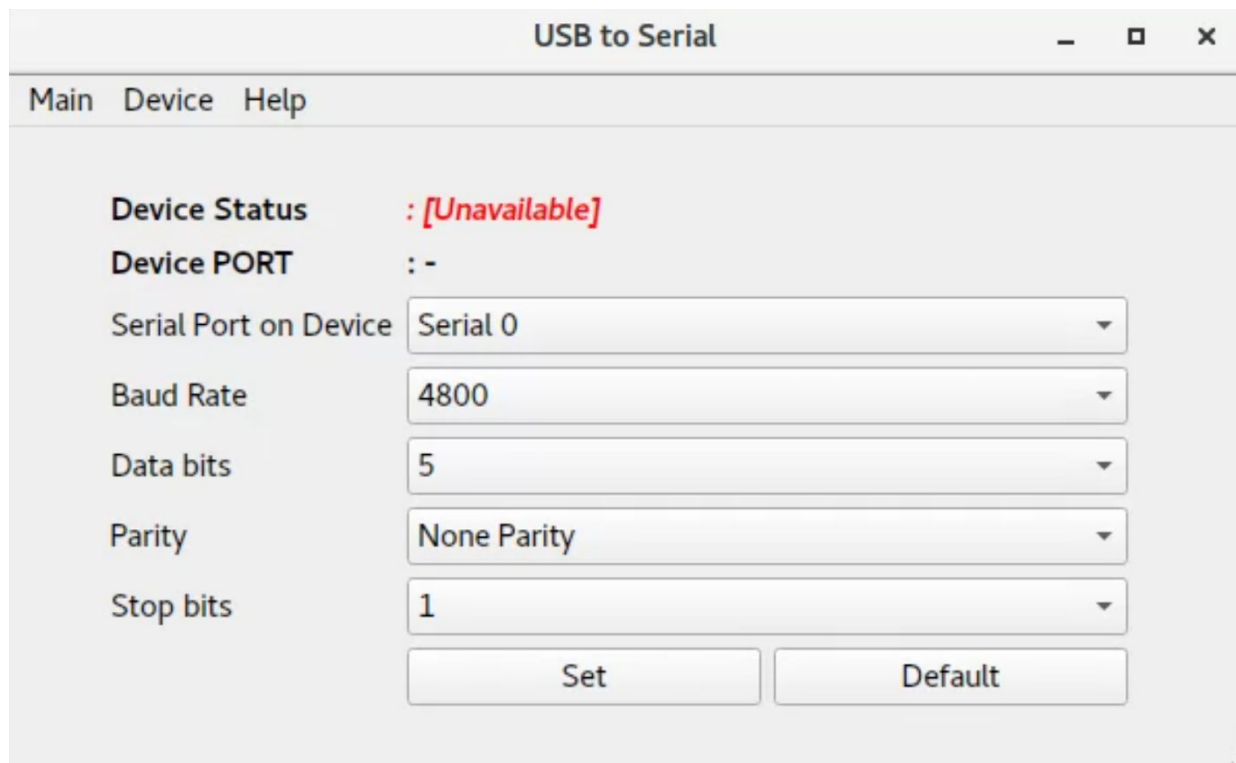 USB to Serial
Main Device Help
Device Status : [Unavailable]
Device PORT : -
Serial Port on Device Serial 0
Baud Rate 4800
Data bits 5
Parity None Parity
Stop bits 1
Set Default